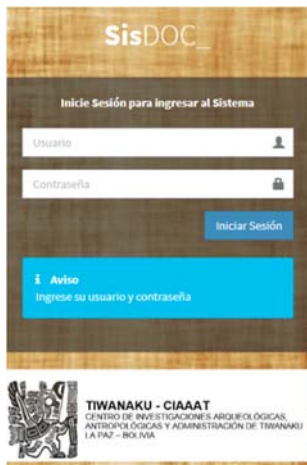 SisDOC_
Inicie Sesión para ingresar al Sistema
Usuario
Contraseña
Iniciar Sesión
i Aviso
Ingrese su usuario y contraseña
TIWANAKU - CIAAAT
CENTRO DE INVESTIGACIONES ARQUEOLÓGICAS,
ANTROPOLÓGICAS Y ADMINISTRACIÓN DE TIWANAKU
LA PAZ – BOLIVIA